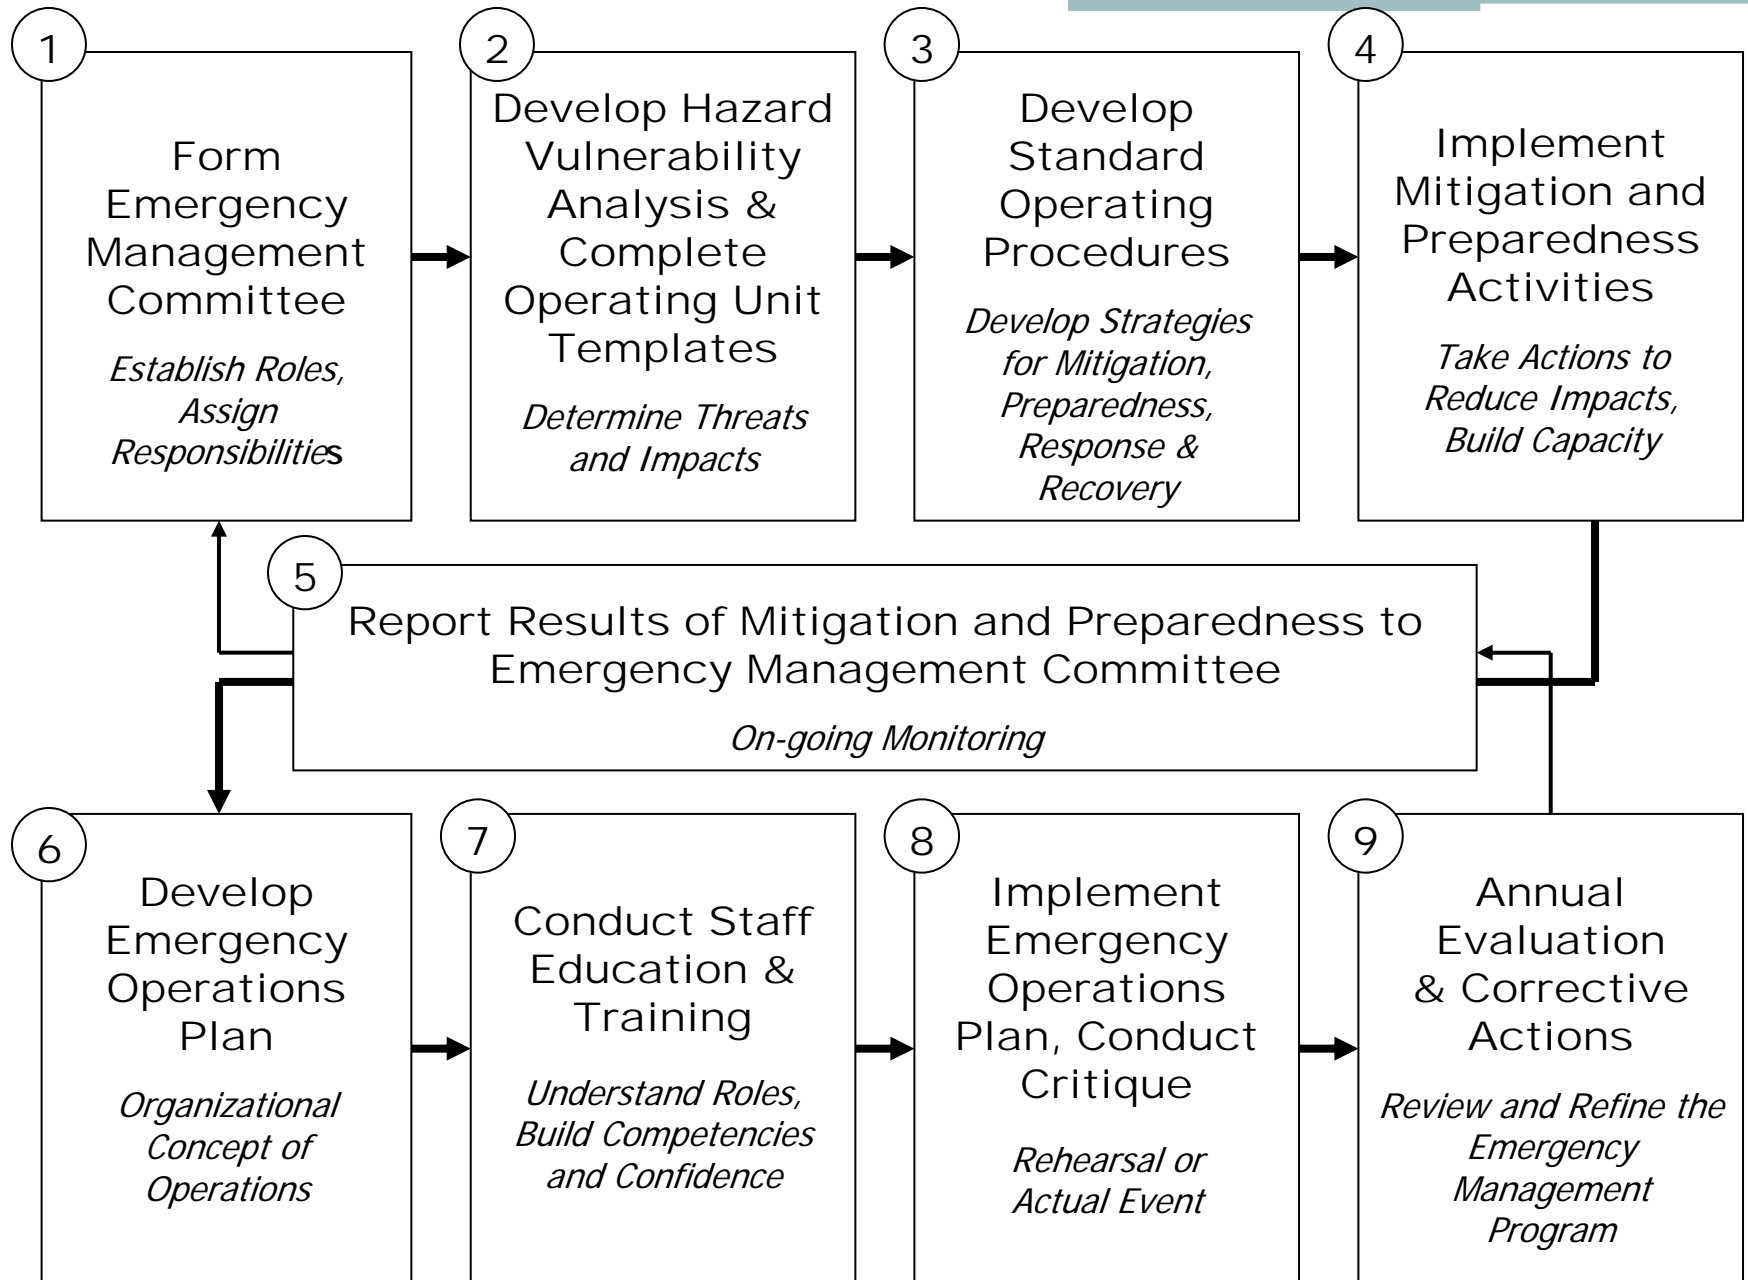 1
Form
Emergency
Management
Committee
Establish Roles,
Assign
Responsibilities
2
Develop Hazard
Vulnerability
Analysis &
Complete
Operating Unit
Templates
Determine Threats
and Impacts
3
Develop
Standard
Operating
Procedures
Develop Strategies
for Mitigation,
Preparedness,
Response &
Recovery
4
Implement
Mitigation and
Preparedness
Activities
Take Actions to
Reduce Impacts,
Build Capacity
5
Report Results of Mitigation and Preparedness to
Emergency Management Committee
On-going Monitoring
6
Develop
Emergency
Operations
Plan
Organizational
Concept of
Operations
7
Conduct Staff
Education &
Training
Understand Roles,
Build Competencies
and Confidence
8
Implement
Emergency
Operations
Plan, Conduct
Critique
Rehearsal or
Actual Event
9
Annual
Evaluation
& Corrective
Actions
Review and Refine the
Emergency
Management
Program